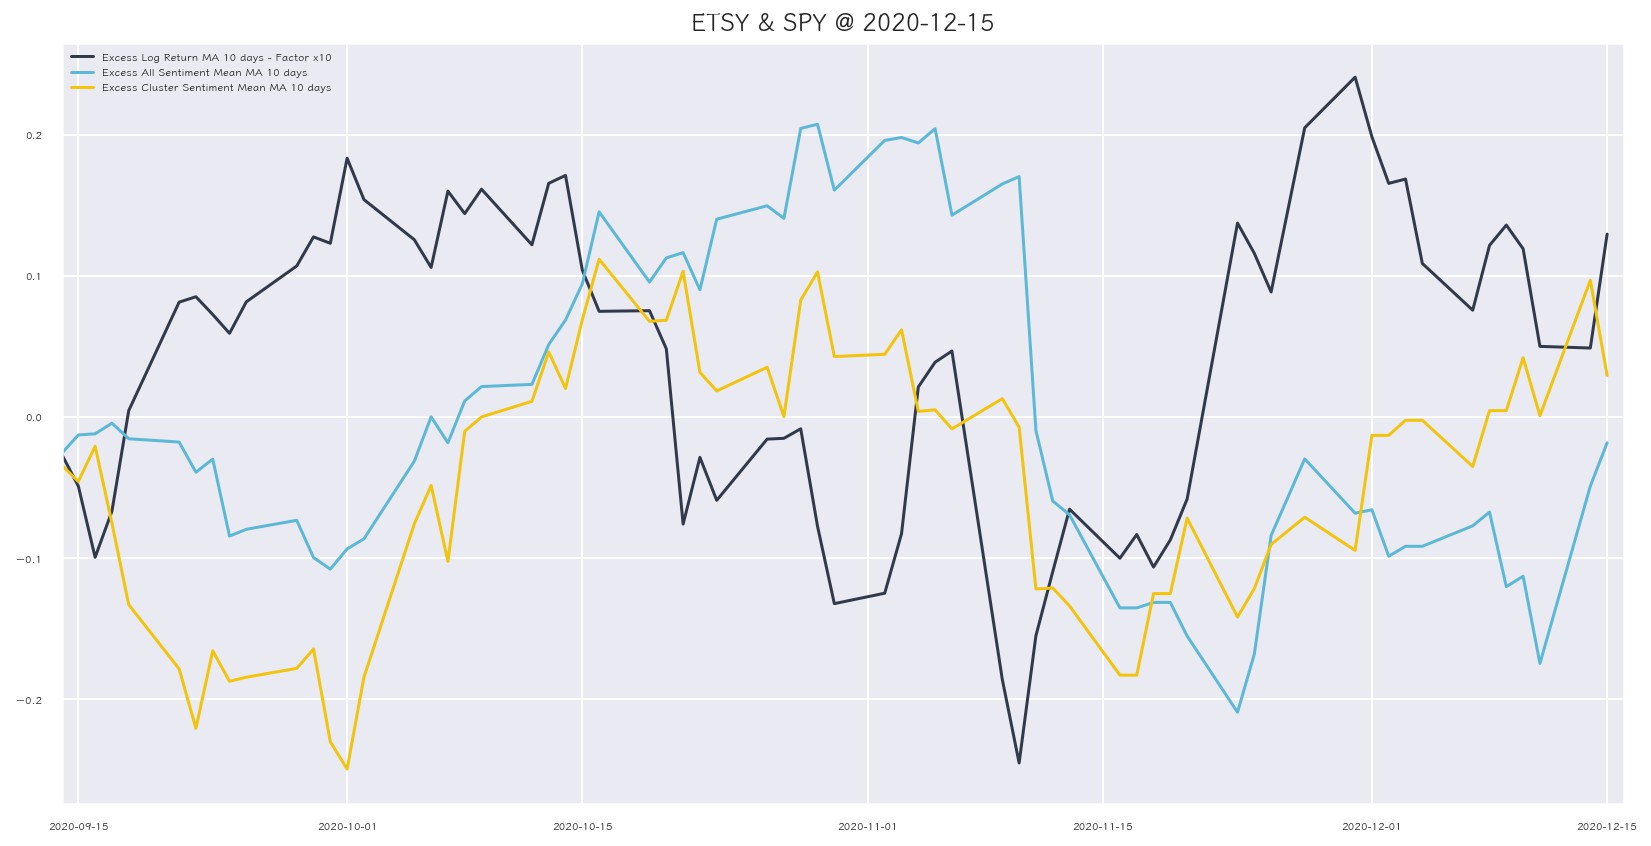 ETSY & SPY @ 2020-12-15
Excess Log Return MA 10 days - Factor x10
Excess All Sentiment Mean MA 10 days
Excess Cluster Sentiment Mean MA 10 days
0.2
0.1
0.0
−0.1
−0.2
2020-09-15 2020-10-01 2020-10-15 2020-11-01 2020-11-15 2020-12-01 2020-12-15